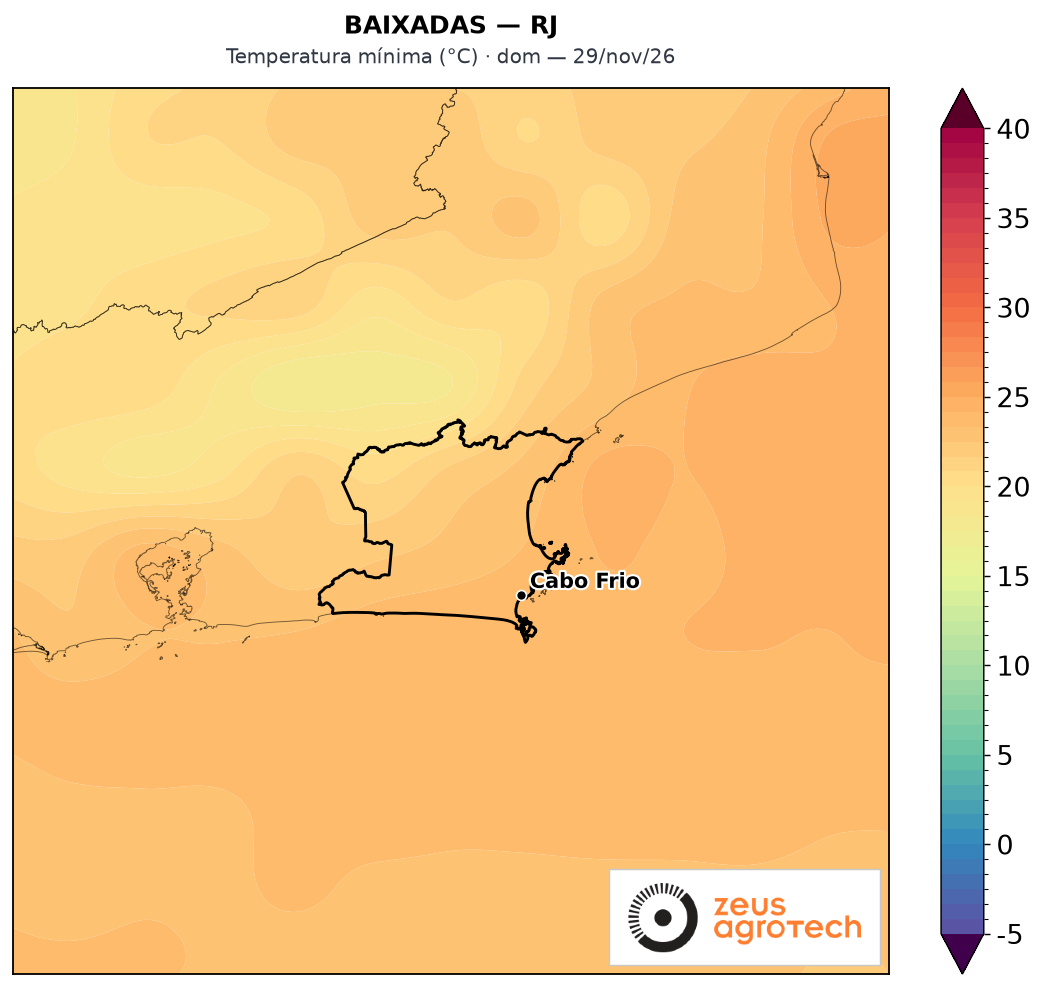 BAIXADAS — RJ
Temperatura mínima (°C) · dom — 29/nov/26
40
35
30
25
20
15
10
5
0
-5
Cabo Frio
zeus
agrotech